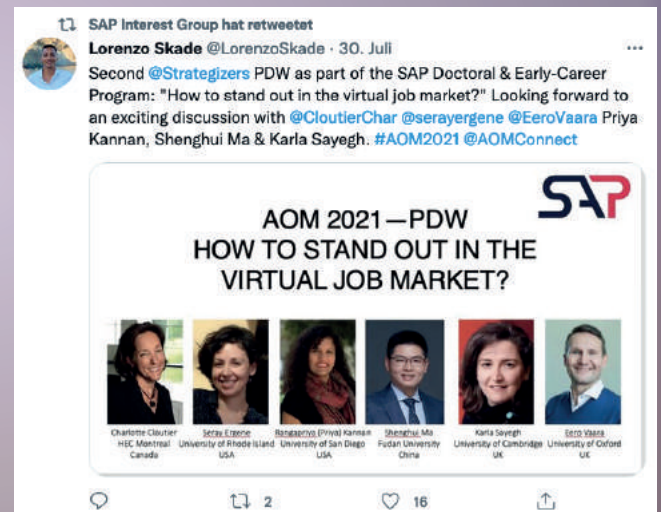 SAP Interest Group hat retweetet
Lorenzo Skade @LorenzoSkade · 30. Juli
Second @Strategizers PDW as part of the SAP Doctoral & Early-Career
Program: "How to stand out in the virtual job market?" Looking forward to
an exciting discussion with @CloutierChar @serayergene @EeroVaara Priya
Kannan, Shenghui Ma & Karla Sayegh. #AOM2021 @AOMConnect
SAP
AOM 2021—PDW
HOW TO STAND OUT IN THE
VIRTUAL JOB MARKET?
Charlotte Cloutier
HEC Montreal
Canada
Seray Ergene
University of Rhode Island
USA
Rangapriya (Priya) Kannan
University of San Diego
USA
Shenghui Ma
Fudan University
China
Karla Sayegh
University of Cambridge
UK
Eero Vaara
University of Oxford
UK
2
16